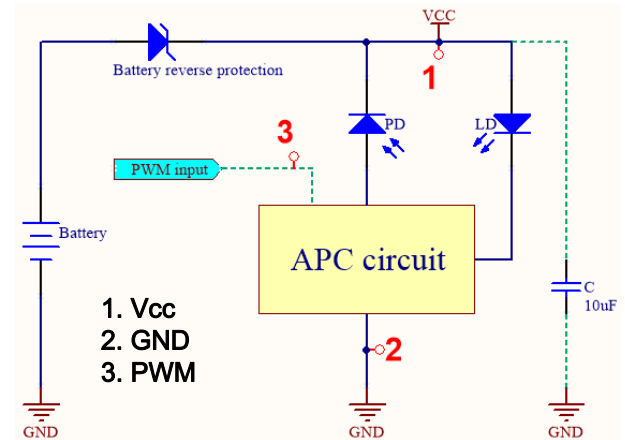 VCC
Battery reverse protection
1
3
PD
LD
PWM input
Battery
APC circuit
C
10uF
1. Vcc
2. GND
3. PWM
2
GND
GND
GND